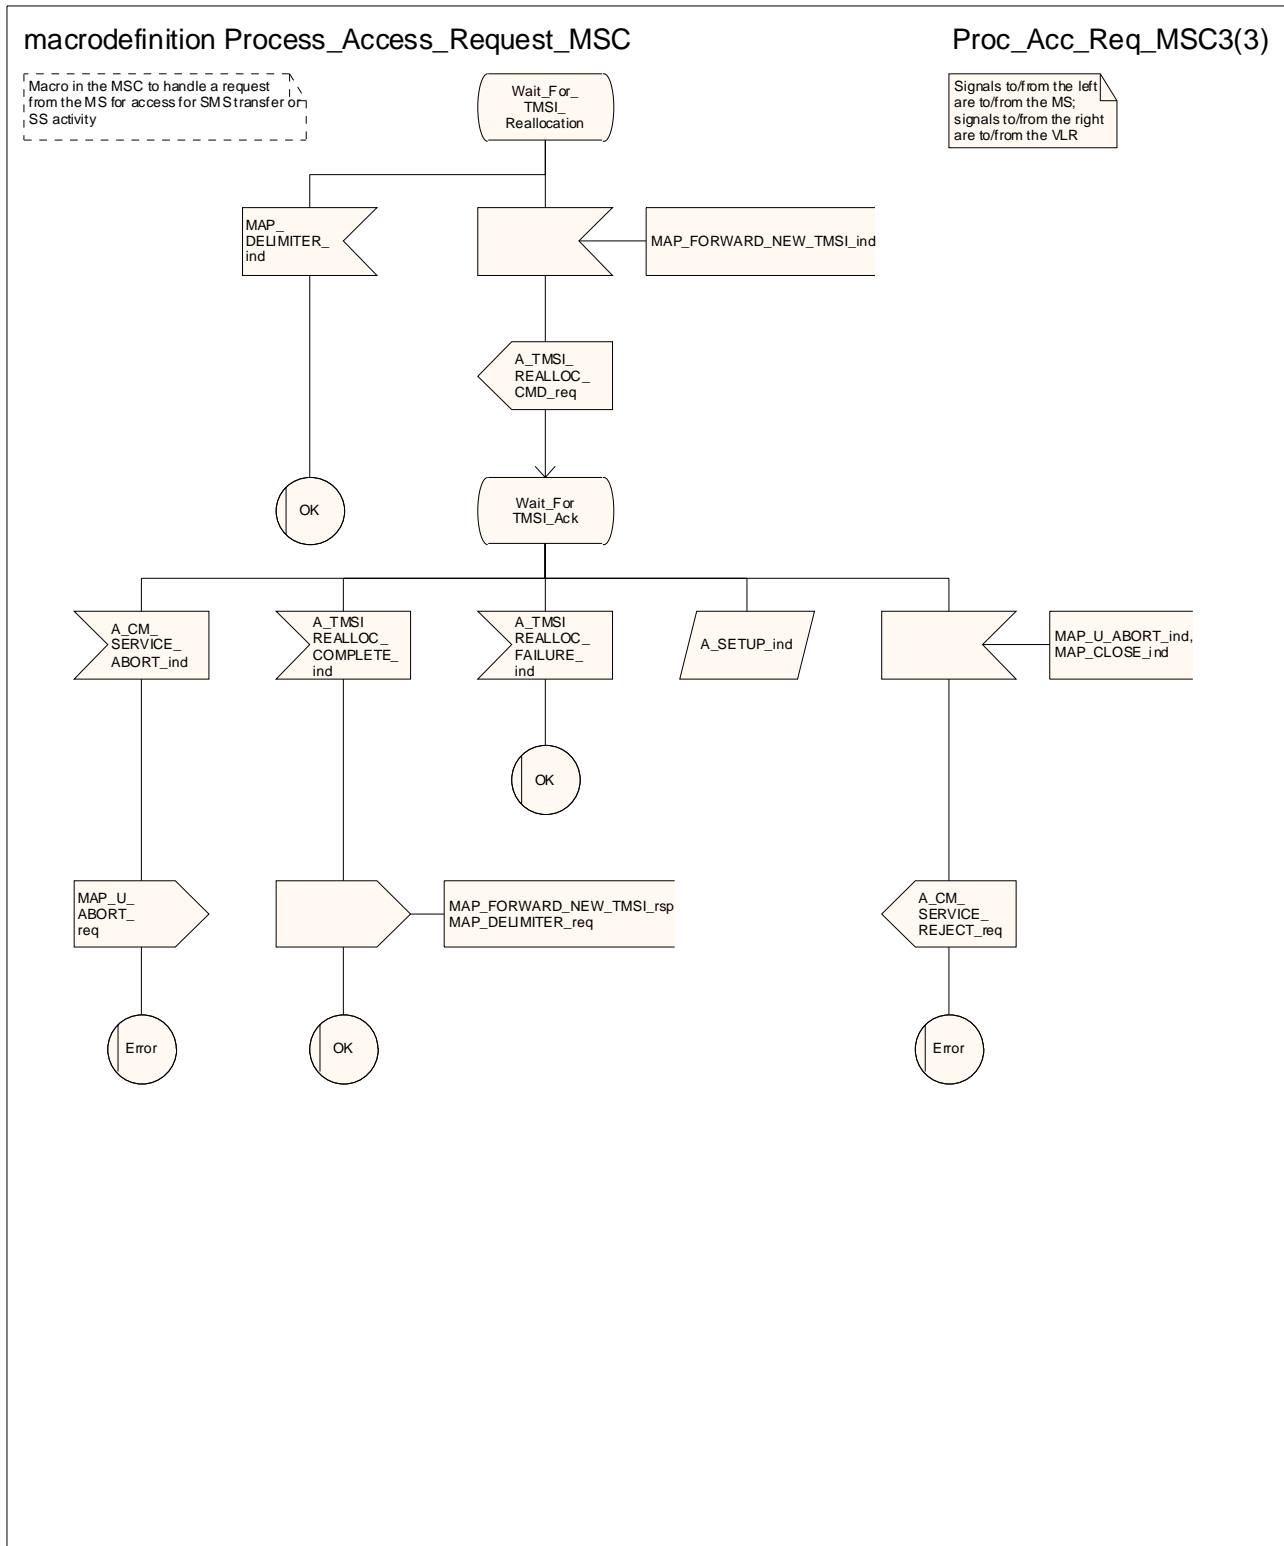 macrodefinition Process_Access_Request_MSC
Proc_Acc_Req_MSC3(3)
Macro in the MSC to handle a request
from the MS for access for SMS transfer or
SS activity
Wait_For_
TMSI_
Reallocation
Signals to/from the left
are to/from the MS;
signals to/from the right
are to/from the VLR
MAP_
DELIMITER_
ind
MAP_FORWARD_NEW_TMSI_ind
A_TMSI_
REALLOC_
CMD_req
OK
Wait_For
TMSI_Ack
A_CM_
SERVICE_
ABORT_ind
A_TMSI
REALLOC_
COMPLETE_
ind
A_TMSI
REALLOC_
FAILURE_
ind
A_SETUP_ind
MAP_U_ABORT_ind,
MAP_CLOSE_ind
OK
MAP_U_
ABORT_
req
MAP_FORWARD_NEW_TMSI_rsp
MAP_DELIMITER_req
A_CM_
SERVICE_
REJECT_req
Error
OK
Error